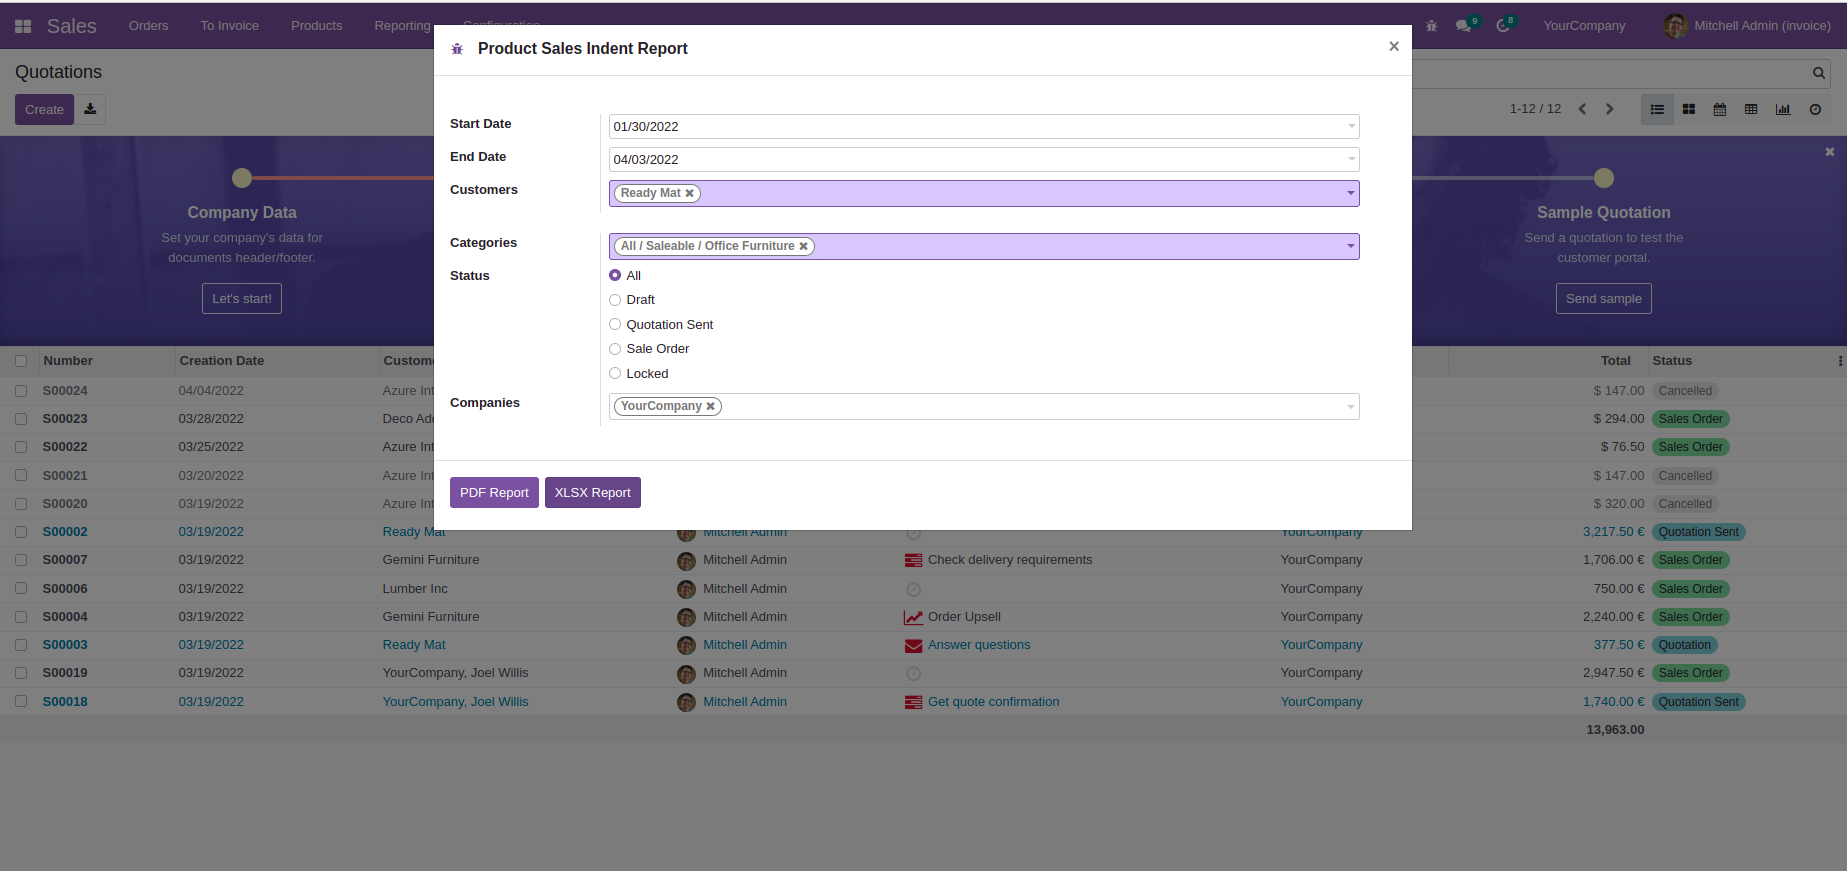 Sales Orders To Invoice Products Reporting Configuration 9 8 YourCompany Mitchell Admin (invoice)
Product Sales Indent Report ×
Quotations
Create
1-12 / 12
Start Date 01/30/2022
End Date 04/03/2022
Customers Ready Mat ✖
Categories All / Saleable / Office Furniture ✖
Status All
Draft
Quotation Sent
Sale Order
Locked
Companies YourCompany ✖
PDF Report XLSX Report
Company Data
Set your company's data for
documents header/footer.
Let's start!
Sample Quotation
Send a quotation to test the
customer portal.
Send sample
Number Creation Date Custome Total Status
S00024 04/04/2022 Azure Int $ 147.00 Cancelled
S00023 03/28/2022 Deco Add $ 294.00 Sales Order
S00022 03/25/2022 Azure Int $ 76.50 Sales Order
S00021 03/20/2022 Azure Int $ 147.00 Cancelled
S00020 03/19/2022 Azure Int $ 320.00 Cancelled
S00002 03/19/2022 Ready Mat Mitchell Admin YourCompany 3,217.50 € Quotation Sent
S00007 03/19/2022 Gemini Furniture Mitchell Admin Check delivery requirements YourCompany 1,706.00 € Sales Order
S00006 03/19/2022 Lumber Inc Mitchell Admin YourCompany 750.00 € Sales Order
S00004 03/19/2022 Gemini Furniture Mitchell Admin Order Upsell YourCompany 2,240.00 € Sales Order
S00003 03/19/2022 Ready Mat Mitchell Admin Answer questions YourCompany 377.50 € Quotation
S00019 03/19/2022 YourCompany, Joel Willis Mitchell Admin YourCompany 2,947.50 € Sales Order
S00018 03/19/2022 YourCompany, Joel Willis Mitchell Admin Get quote confirmation YourCompany 1,740.00 € Quotation Sent
13,963.00